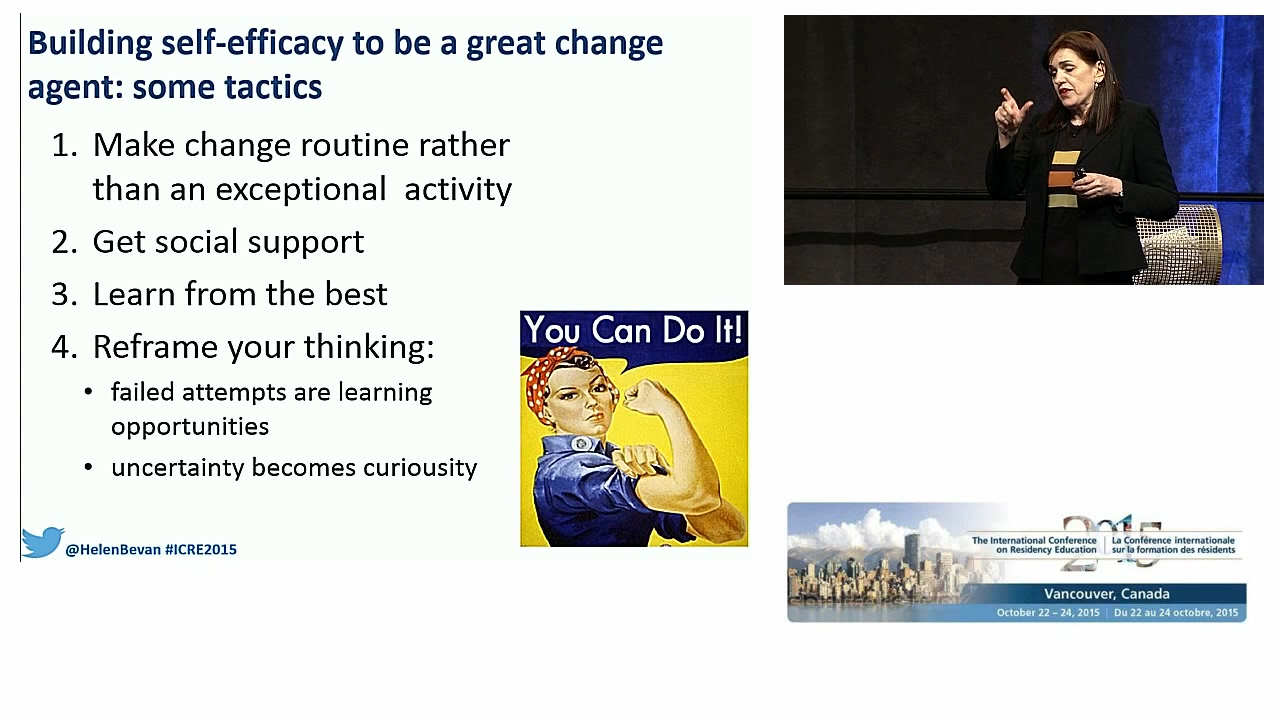 Building self-efficacy to be a great change
agent: some tactics
1. Make change routine rather
than an exceptional activity
2. Get social support
3. Learn from the best
4. Reframe your thinking:
• failed attempts are learning
opportunities
• uncertainty becomes curiousity
You Can Do It!
@HelenBevan #ICRE2015
2015
The International Conference
on Residency Education
La Conférence internationale
sur la formation des résidents
Vancouver, Canada
October 22 – 24, 2015 | Du 22 au 24 octobre, 2015